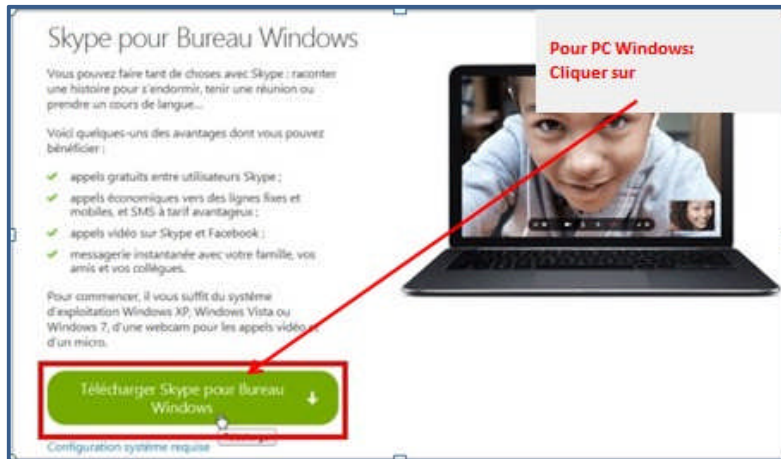 Skype pour Bureau Windows
Pour PC Windows:
Cliquer sur
Vous pouvez faire tant de choses avec Skype : raconter
une histoire pour s'endormir, tenir une réunion ou
prendre un cours de langue...
Voici quelques-uns des avantages dont vous pouvez
bénéficier :
appels gratuits entre utilisateurs Skype ;
appels économiques vers des lignes fixes et
mobiles, et SMS à tarif avantageux ;
appels vidéo sur Skype et Facebook ;
messagerie instantanée avec votre famille, vos
amis et vos collègues.
Pour commencer, il vous suffit du système
d'exploitation Windows XP, Windows Vista ou
Windows 7, d'une webcam pour les appels vidéo et
d'un micro.
Télécharger Skype pour Bureau
Windows
Configuration système requise